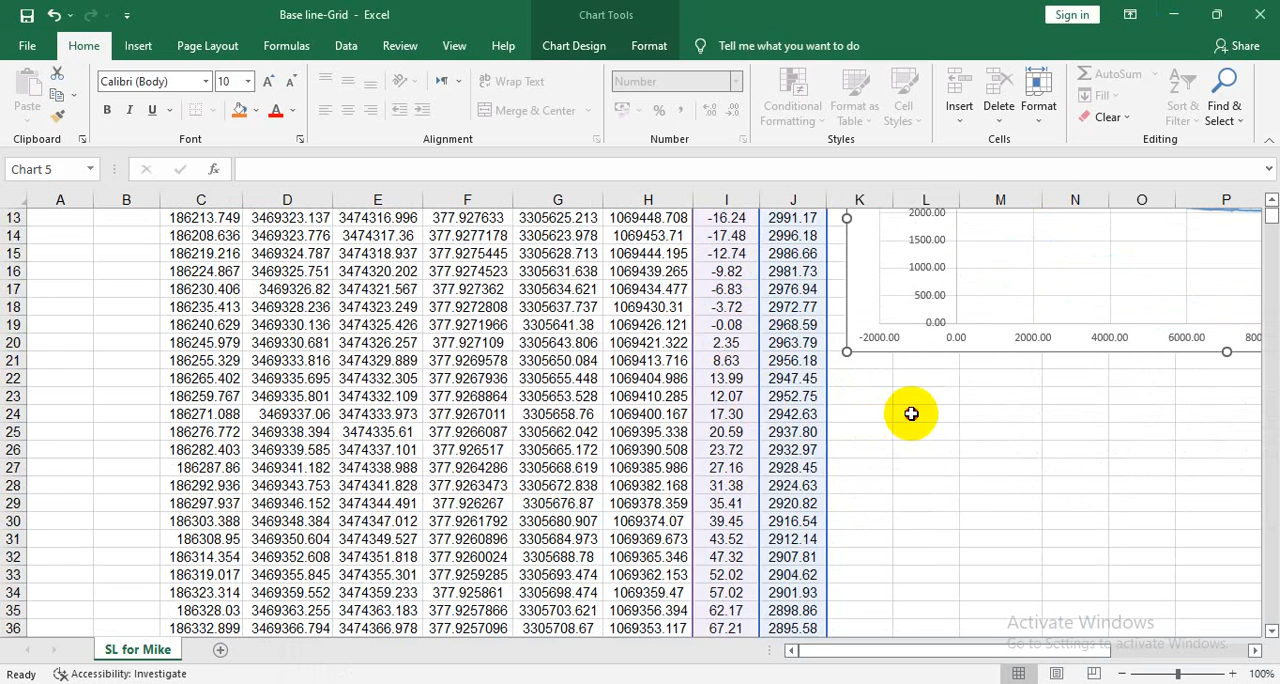 Base line-Grid - Excel
Chart Tools
Sign in
File Home Insert Page Layout Formulas Data Review View Help Chart Design Format Tell me what you want to do Share
Calibri (Body) 10 Wrap Text Number AutoSum
Paste B I U Merge & Center % , Conditional Formatting Format as Table Cell Styles Insert Delete Format Fill Clear Sort & Filter Find & Select
Clipboard Font Alignment Number Styles Cells Editing
Chart 5 fx
A B C D E F G H I J K L M N O P
13 186213.749 3469323.137 3474316.996 377.927633 3305625.213 1069448.708 -16.24 2991.17 2000.00
14 186208.636 3469323.776 3474317.36 377.9277178 3305623.978 1069453.71 -17.48 2996.18 1500.00
15 186219.216 3469324.787 3474318.937 377.9275445 3305628.713 1069444.195 -12.74 2986.66
16 186224.867 3469325.751 3474320.202 377.9274523 3305631.638 1069439.265 -9.82 2981.73 1000.00
17 186230.406 3469326.82 3474321.567 377.927362 3305634.621 1069434.477 -6.83 2976.94 500.00
18 186235.413 3469328.236 3474323.249 377.9272808 3305637.737 1069430.31 -3.72 2972.77
19 186240.629 3469330.136 3474325.426 377.9271966 3305641.38 1069426.121 -0.08 2968.59 0.00
20 186245.979 3469330.681 3474326.257 377.927109 3305643.806 1069421.322 2.35 2963.79 -2000.00 0.00 2000.00 4000.00 6000.00
21 186255.329 3469333.816 3474329.889 377.9269578 3305650.084 1069413.716 8.63 2956.18
22 186265.402 3469335.695 3474332.305 377.9267936 3305655.448 1069404.986 13.99 2947.45
23 186259.767 3469335.801 3474332.109 377.9268864 3305653.528 1069410.285 12.07 2952.75
24 186271.088 3469337.06 3474333.973 377.9267011 3305658.76 1069400.167 17.30 2942.63
25 186276.772 3469338.394 3474335.61 377.9266087 3305662.042 1069395.338 20.59 2937.80
26 186282.403 3469339.585 3474337.101 377.926517 3305665.172 1069390.508 23.72 2932.97
27 186287.86 3469341.182 3474338.988 377.9264286 3305668.619 1069385.986 27.16 2928.45
28 186292.936 3469343.753 3474341.828 377.9263473 3305672.838 1069382.168 31.38 2924.63
29 186297.937 3469346.152 3474344.491 377.926267 3305676.87 1069378.359 35.41 2920.82
30 186303.388 3469348.384 3474347.012 377.9261792 3305680.907 1069374.07 39.45 2916.54
31 186308.95 3469350.604 3474349.527 377.9260896 3305684.973 1069369.673 43.52 2912.14
32 186314.354 3469352.608 3474351.818 377.9260024 3305688.78 1069365.346 47.32 2907.81
33 186319.017 3469355.845 3474355.301 377.9259285 3305693.474 1069362.153 52.02 2904.62
34 186323.314 3469359.552 3474359.233 377.925861 3305698.474 1069359.47 57.02 2901.93
35 186328.03 3469363.255 3474363.183 377.9257866 3305703.621 1069356.394 62.17 2898.86
36 186332.899 3469366.794 3474366.978 377.9257096 3305708.67 1069353.117 67.21 2895.58
Activate Windows
Go to Settings to activate Windows.
SL for Mike
Ready Accessibility: Investigate 100%